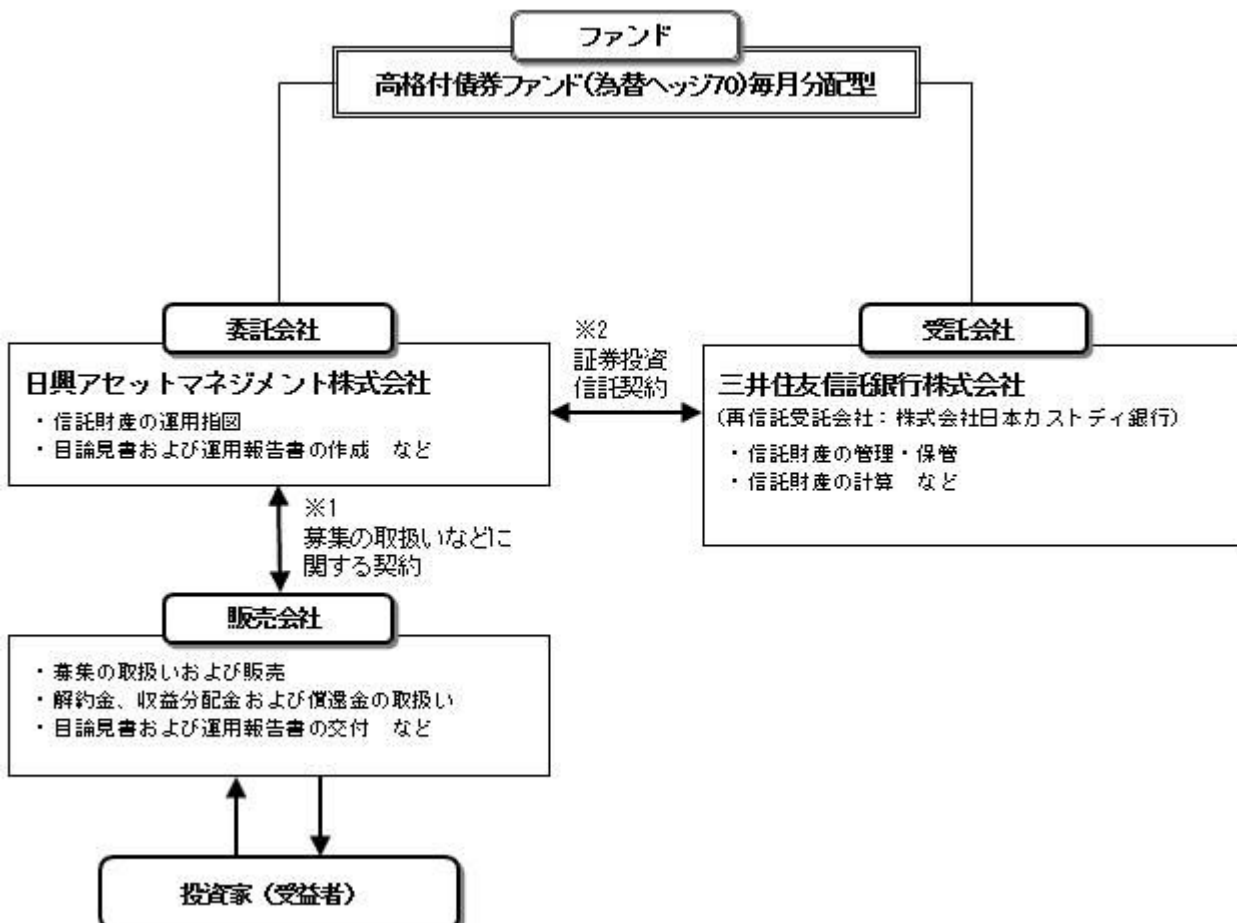 ファンド
高格付債券ファンド(為替ヘッジ70)毎月分配型
委託会社
日興アセットマネジメント株式会社
・信託財産の運用指図
・目論見書および運用報告書の作成　など
※2
証券投資
信託契約
受託会社
三井住友信託銀行株式会社
(再信託受託会社：株式会社日本カストディ銀行)
・信託財産の管理・保管
・信託財産の計算　など
※1
募集の取扱いなどに
関する契約
販売会社
・募集の取扱いおよび販売
・解約金、収益分配金および償還金の取扱い
・目論見書および運用報告書の交付　など
投資家（受益者）